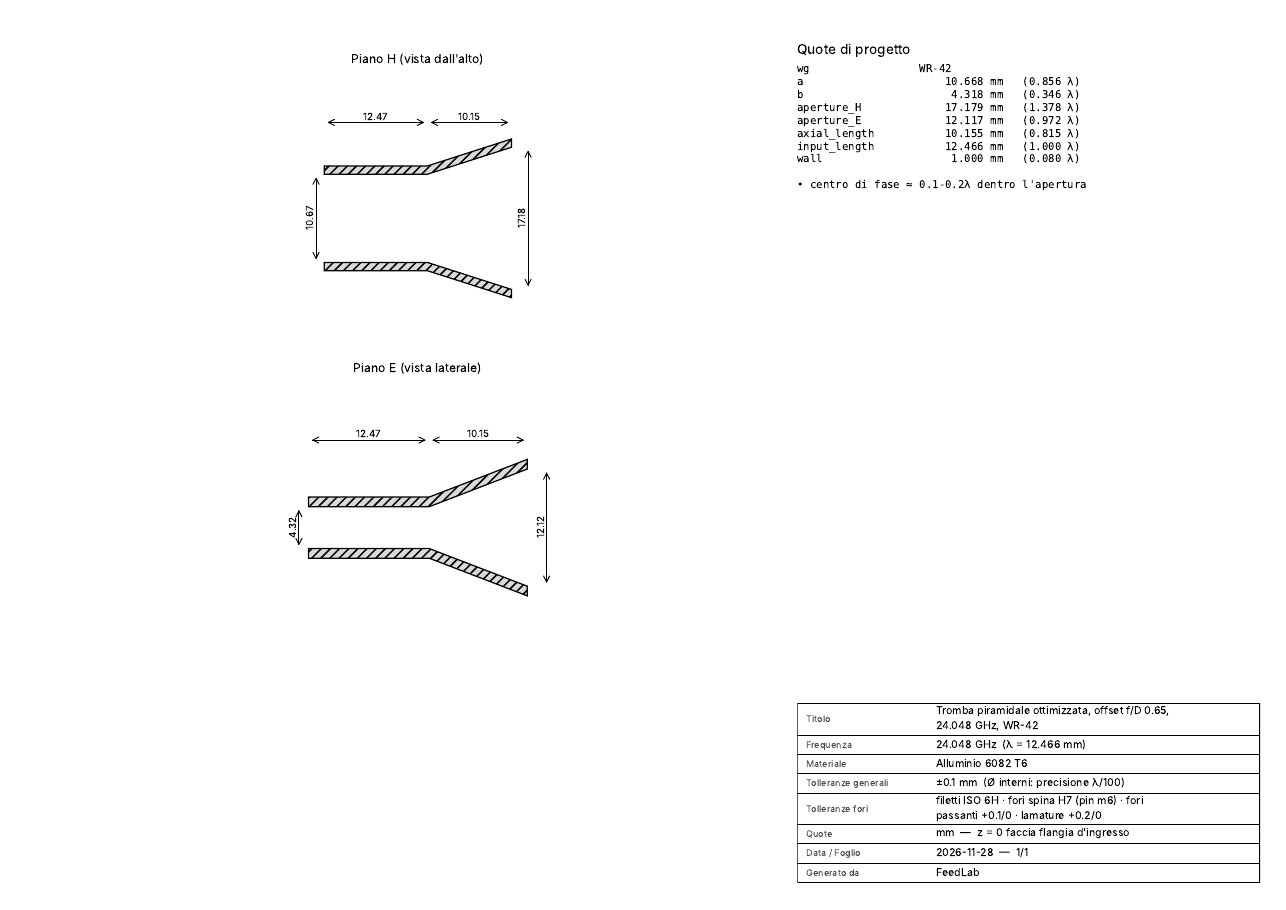 Piano H (vista dall'alto)
12.47
10.15
10.67
17.18
Piano E (vista laterale)
12.47
10.15
4.32
12.12
Quote di progetto
wg WR-42
a 10.668 mm (0.856 λ)
b 4.318 mm (0.346 λ)
aperture_H 17.179 mm (1.378 λ)
aperture_E 12.117 mm (0.972 λ)
axial_length 10.155 mm (0.815 λ)
input_length 12.466 mm (1.000 λ)
wall 1.000 mm (0.080 λ)
• centro di fase ≈ 0.1-0.2λ dentro l'apertura
Titolo
Tromba piramidale ottimizzata, offset f/D 0.65,
24.048 GHz, WR-42
Frequenza
24.048 GHz (λ = 12.466 mm)
Materiale
Alluminio 6082 T6
Tolleranze generali
±0.1 mm (Ø interni: precisione λ/100)
Tolleranze fori
filetti ISO 6H · fori spina H7 (pin m6) · fori
passanti +0.1/0 · lamature +0.2/0
Quote
mm — z = 0 faccia flangia d'ingresso
Data / Foglio
2026-11-28 — 1/1
Generato da
FeedLab